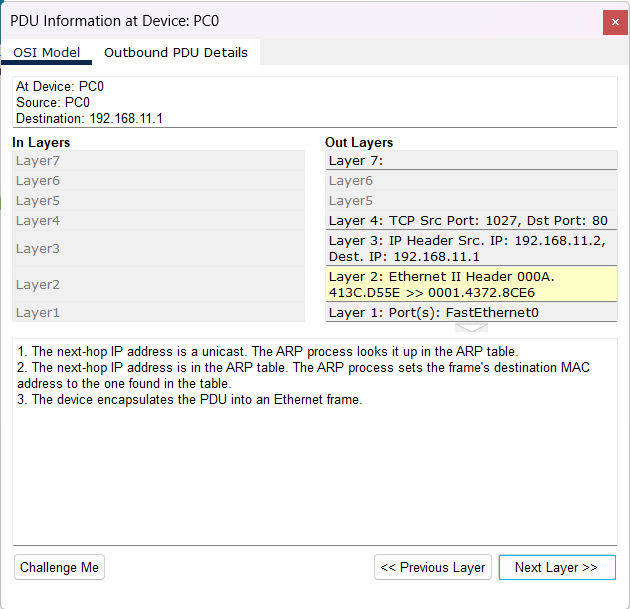 PDU Information at Device: PC0
OSI Model
Outbound PDU Details
At Device: PC0
Source: PC0
Destination: 192.168.11.1
In Layers
Layer7
Layer6
Layer5
Layer4
Layer3
Layer2
Layer1
Out Layers
Layer 7:
Layer6
Layer5
Layer 4: TCP Src Port: 1027, Dst Port: 80
Layer 3: IP Header Src. IP: 192.168.11.2,
Dest. IP: 192.168.11.1
Layer 2: Ethernet II Header 000A.
413C.D55E >> 0001.4372.8CE6
Layer 1: Port(s): FastEthernet0
1. The next-hop IP address is a unicast. The ARP process looks it up in the ARP table.
2. The next-hop IP address is in the ARP table. The ARP process sets the frame's destination MAC
address to the one found in the table.
3. The device encapsulates the PDU into an Ethernet frame.
Challenge Me
<< Previous Layer
Next Layer >>